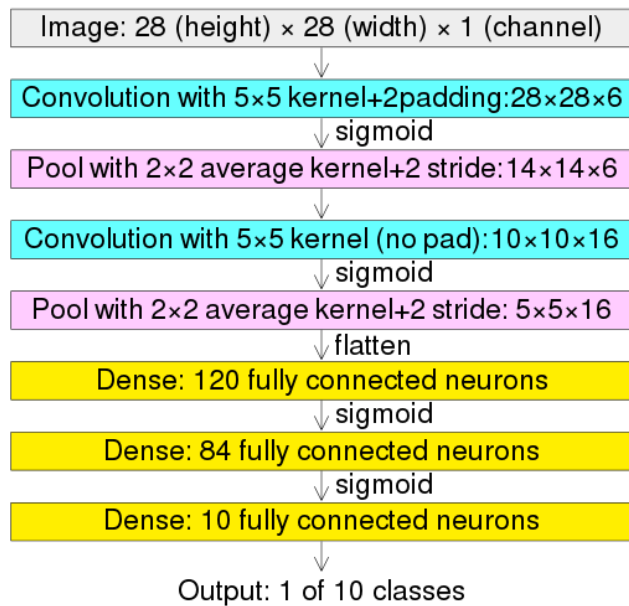 Image: 28 (height) × 28 (width) × 1 (channel)
Convolution with 5×5 kernel+2padding:28×28×6
sigmoid
Pool with 2×2 average kernel+2 stride:14×14×6
Convolution with 5×5 kernel (no pad):10×10×16
sigmoid
Pool with 2×2 average kernel+2 stride: 5×5×16
flatten
Dense: 120 fully connected neurons
sigmoid
Dense: 84 fully connected neurons
sigmoid
Dense: 10 fully connected neurons
Output: 1 of 10 classes